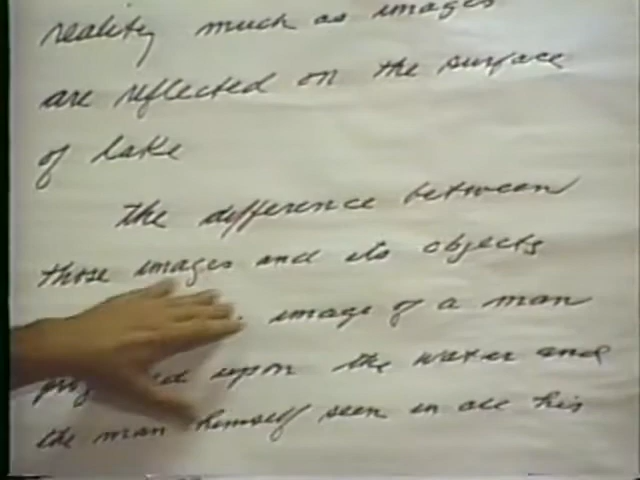 reality much as images
are reflected on the surface
of lake
The difference between
those images and its objects
image of a man
upon the water and
the man himself seen in all his